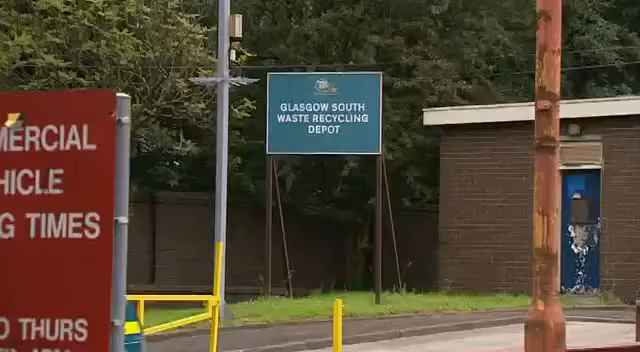 MERCIAL
HICLE
G TIMES
THURS
GLASGOW SOUTH
WASTE RECYCLING
DEPOT